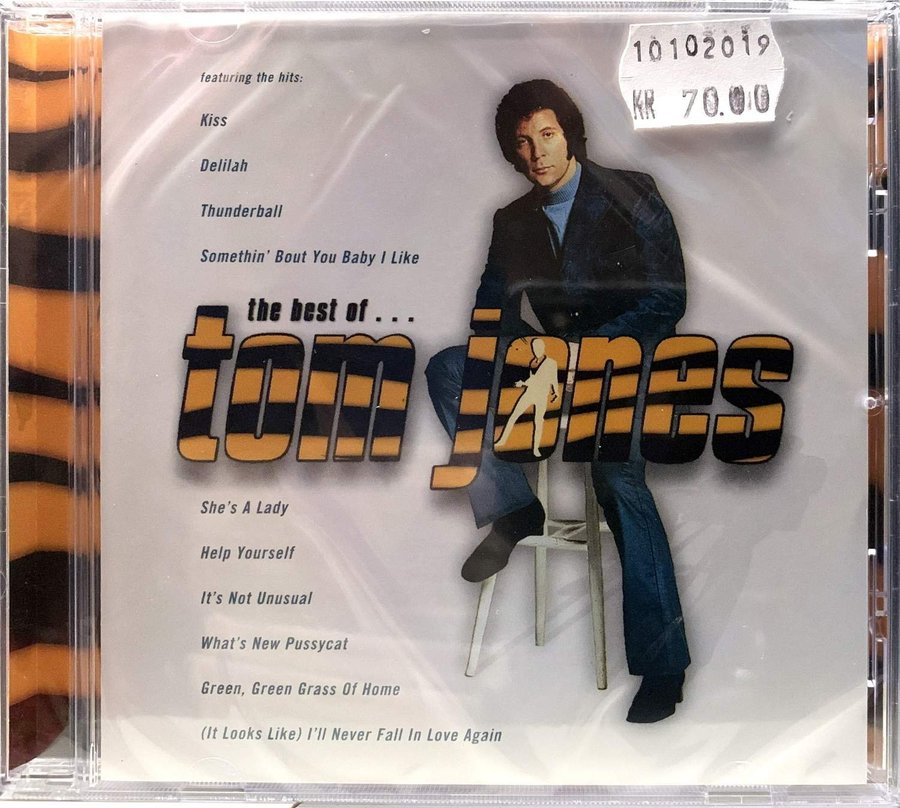 10102019
KR 70.00
featuring the hits:
Kiss
Delilah
Thunderball
Somethin' Bout You Baby I Like
the best of...
tom jones
She's A Lady
Help Yourself
It's Not Unusual
What's New Pussycat
Green, Green Grass Of Home
(It Looks Like) I'll Never Fall In Love Again